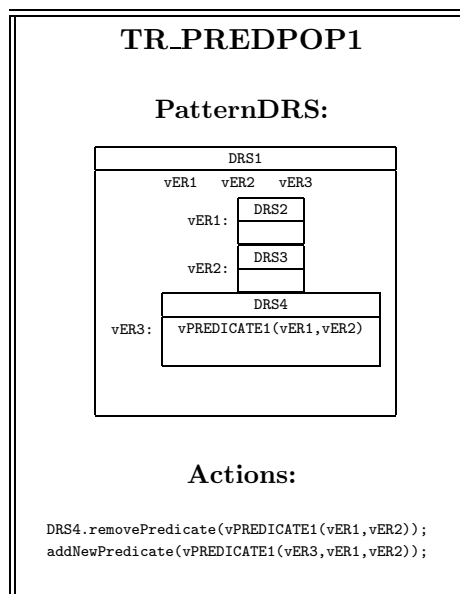 TR_PREDPOP1
PatternDRS:
DRS1
vER1 vER2 vER3
vER1:
DRS2
vER2:
DRS3
DRS4
vER3: vPREDICATE1(vER1,vER2)
Actions:
DRS4.removePredicate(vPREDICATE1(vER1,vER2));
addNewPredicate(vPREDICATE1(vER3,vER1,vER2));